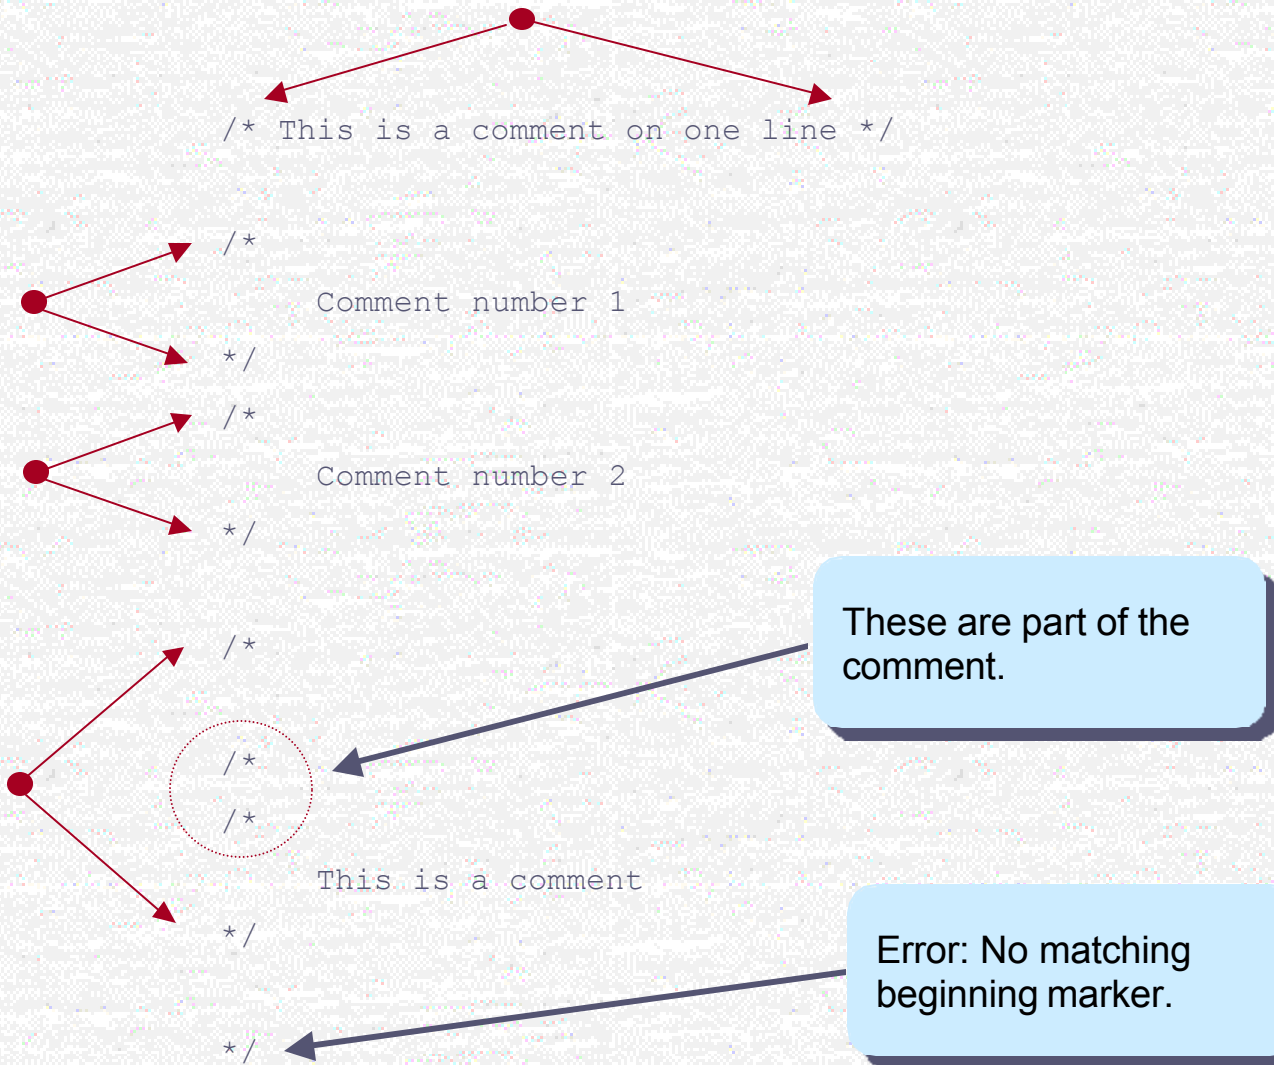 /* This is a comment on one line */
/*
Comment number 1
*/
/*
Comment number 2
*/
These are part of the
comment.
/*
/*
/*
This is a comment
*/
Error: No matching
beginning marker.
*/